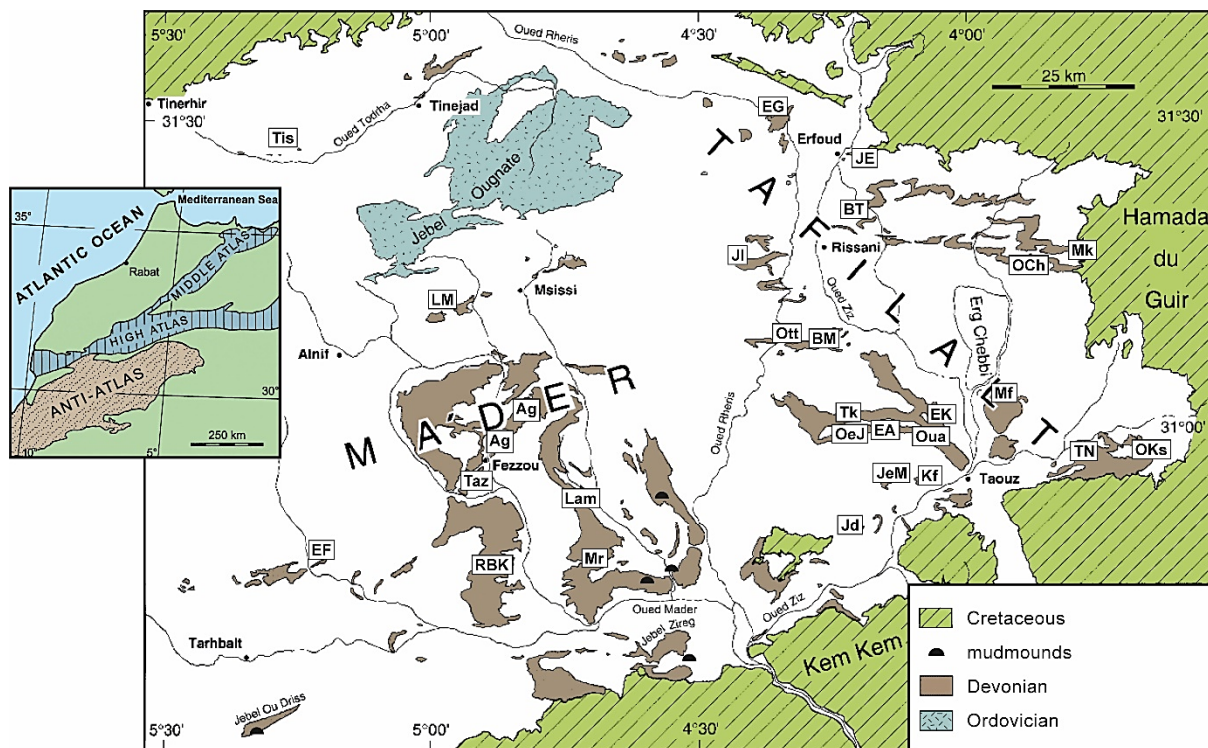 5°30'
5°00'
4°30'
4°00'
Oued Rheris
25 km
Tinerhir
31°30'
Tinejad
Oued Todrha
Tis
EG
Erfoud
JE
31°30'
Ougnate
Jebel
BT
Rissani
JI
Mk
OCh
Hamada
du
Guir
Msissi
LM
Oued Ziz
Erg Chebbi
Alnif
Ott
BM
TAFILALT
MADER
Ag
Ag
Fezzou
Taz
Lam
Oued Rheris
Mf
Tk
EK
OeJ
EA
Oua
31°00'
TN
OKs
JeM
Kf
Taouz
Jd
EF
RBK
Mr
Oued Mader
Oued Ziz
Tarhbalt
Jebel Zireg
Kem Kem
Jebel Ou Driss
5°30'
5°00'
4°30'
Mediterranean Sea
35°
ATLANTIC OCEAN
Rabat
MIDDLE ATLAS
HIGH ATLAS
ANTI-ATLAS
30°
10°
5°
250 km
Cretaceous
mudmounds
Devonian
Ordovician